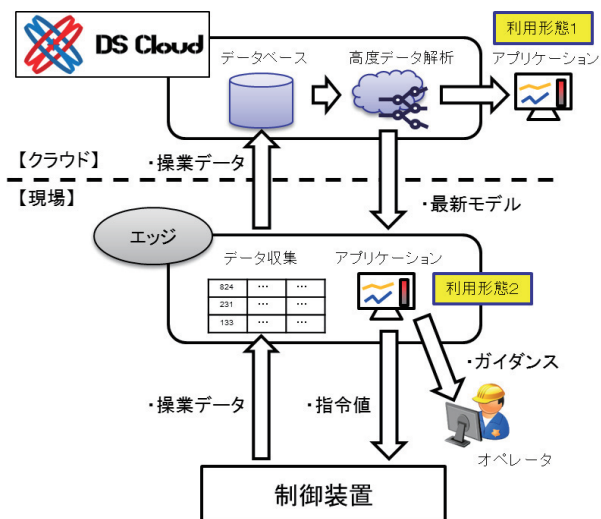 DS Cloud
利用形態1
データベース
高度データ解析
アプリケーション
【クラウド】
・操業データ
【現場】
・最新モデル
エッジ
データ収集
アプリケーション
利用形態2
824 … …
231 … …
133 … …
・ガイダンス
・操業データ
・指令値
オペレータ
制御装置